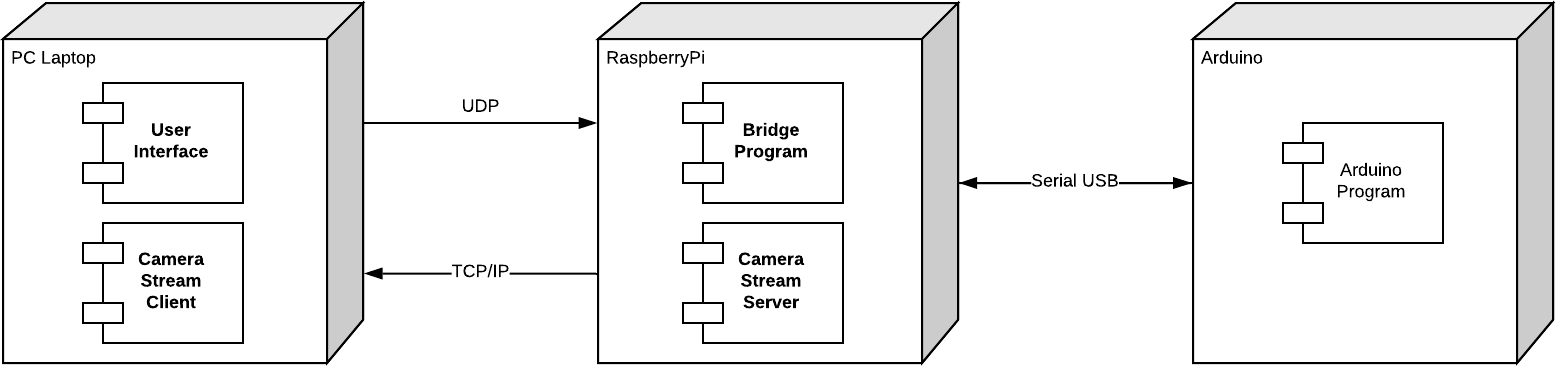 PC Laptop
User
Interface
Camera
Stream
Client
UDP
TCP/IP
RaspberryPi
Bridge
Program
Camera
Stream
Server
Serial USB
Arduino
Arduino
Program